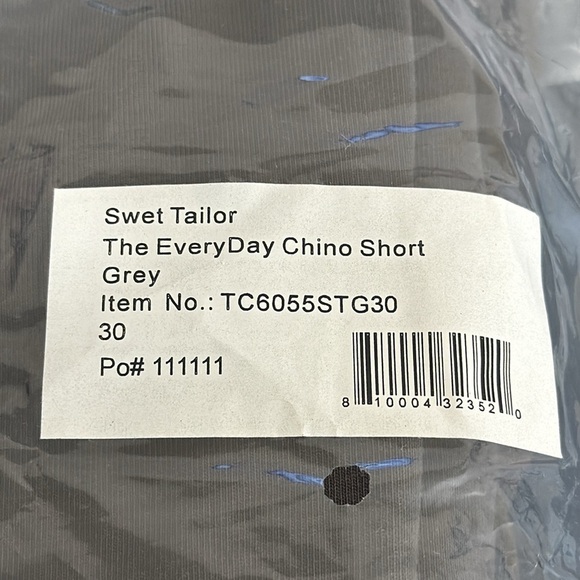 Swet Tailor
The EveryDay Chino Short
Grey
Item No.: TC6055STG30
30
Po# 111111
8 10004 32352 0